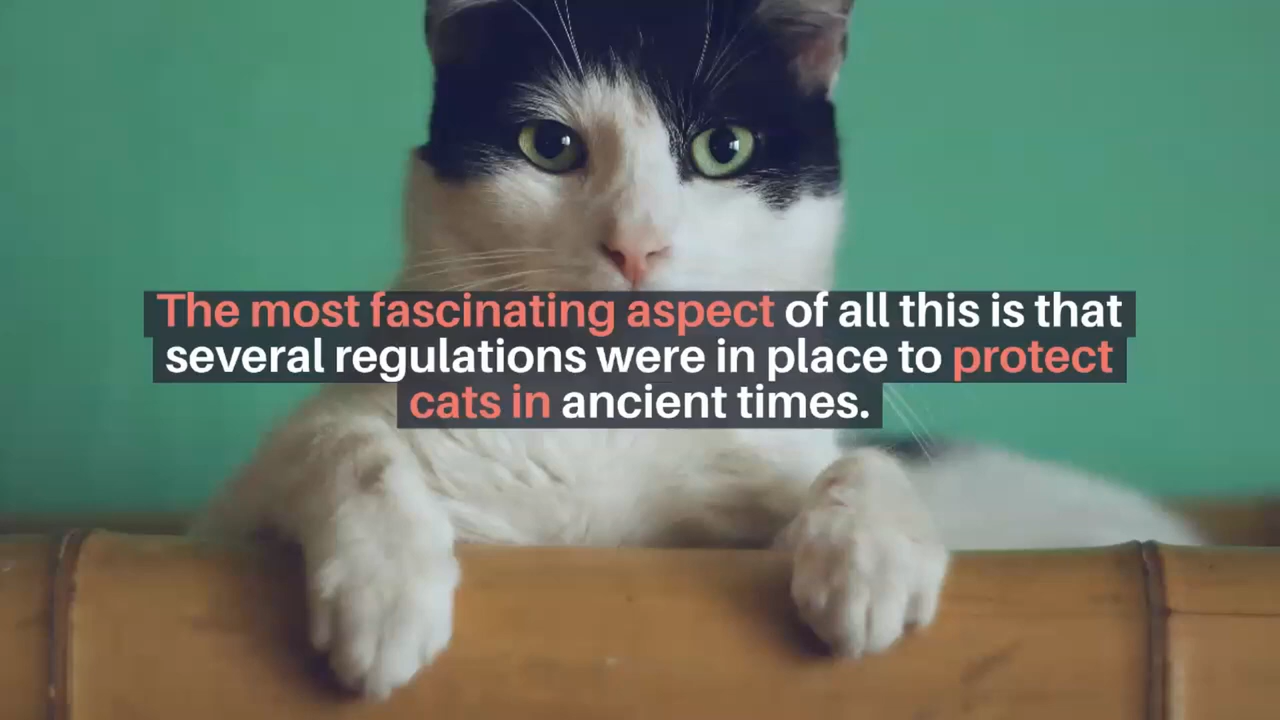 The most fascinating aspect of all this is that
several regulations were in place to protect
cats in ancient times.